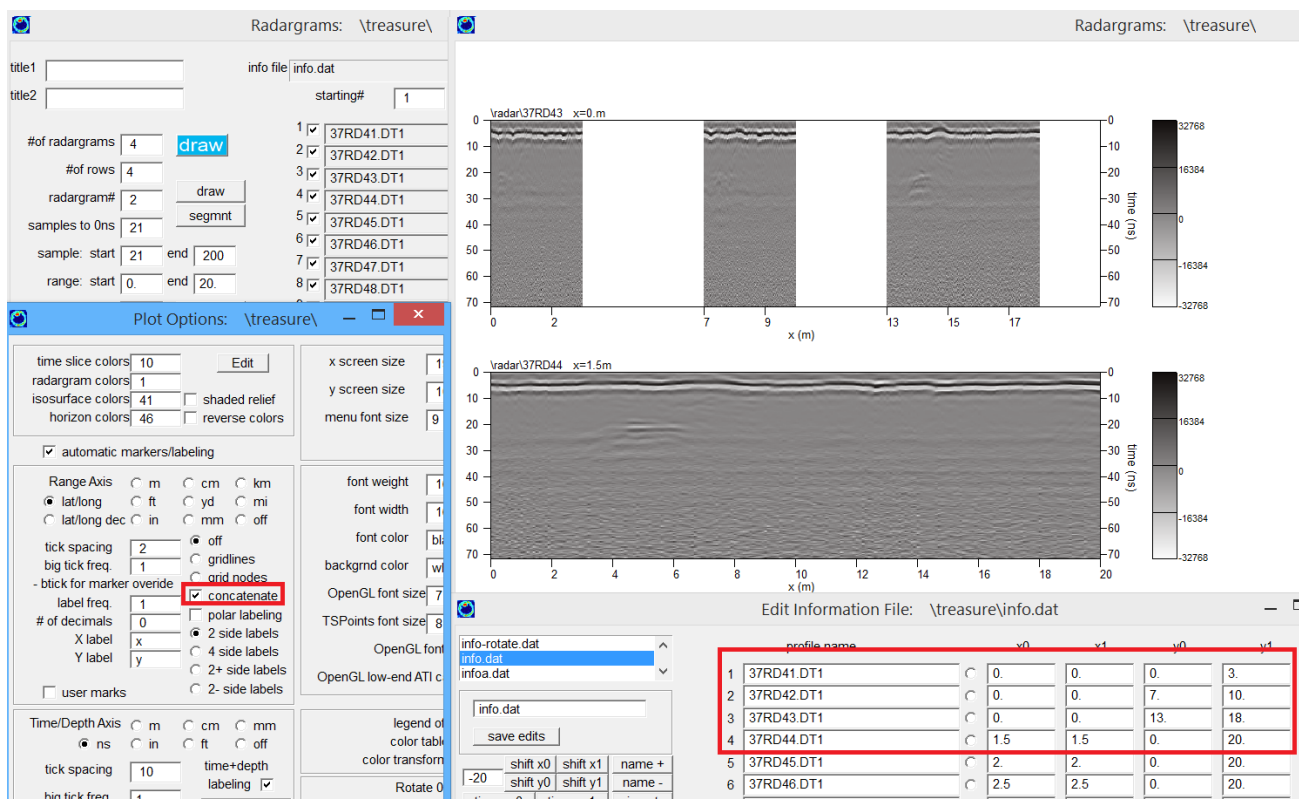 Radargrams: \treasure\
title1
info file info.dat
title2
starting# 1
#of radargrams 4 draw
#of rows 4
radargram# 2 draw
samples to 0ns 21 segmnt
sample: start 21 end 200
range: start 0. end 20.
1 37RD41.DT1
2 37RD42.DT1
3 37RD43.DT1
4 37RD44.DT1
5 37RD45.DT1
6 37RD46.DT1
7 37RD47.DT1
8 37RD48.DT1
Plot Options: \treasure\
time slice colors 10 Edit
radargram colors 1
isosurface colors 41 shaded relief
horizon colors 46 reverse colors
automatic markers/labeling
Range Axis m cm km
lat/long ft yd mi
lat/long dec in mm off
tick spacing 2 off
big tick freq. 1 gridlines
- btick for marker overide grid nodes
label freq. 1 concatenate
# of decimals 0 polar labeling
X label x 2 side labels
Y label y 4 side labels
2+ side labels
user marks 2- side labels
Time/Depth Axis m cm mm
ns in ft off
tick spacing 10 time+depth
labeling
big tick freq. 1
x screen size 1
y screen size 1
menu font size 9
font weight 1
font width 1
font color bla
backgrnd color wh
OpenGL font size 7
TSPoints font size 8
OpenGL font
OpenGL low-end ATI c
legend of
color table
color transforn
Rotate 0
Radargrams: \treasure\
\radar\37RD43 x=0.m
0 10 20 30 40 50 60 70
0 2 7 9 13 15 17
x (m)
0 10 20 30 40 50 60 70
time (ns)
32768
16384
0
-16384
-32768
\radar\37RD44 x=1.5m
0 10 20 30 40 50 60 70
0 2 4 6 8 10 12 14 16 18 20
x (m)
0 10 20 30 40 50 60 70
time (ns)
32768
16384
0
-16384
-32768
Edit Information File: \treasure\info.dat
info-rotate.dat
info.dat
infoa.dat
info.dat
save edits
shift x0 shift x1 name +
-20 shift y0 shift y1 name -
profile name x0 x1 y0 y1
1 37RD41.DT1 0. 0. 0. 3.
2 37RD42.DT1 0. 0. 7. 10.
3 37RD43.DT1 0. 0. 13. 18.
4 37RD44.DT1 1.5 1.5 0. 20.
5 37RD45.DT1 2. 2. 0. 20.
6 37RD46.DT1 2.5 2.5 0. 20.